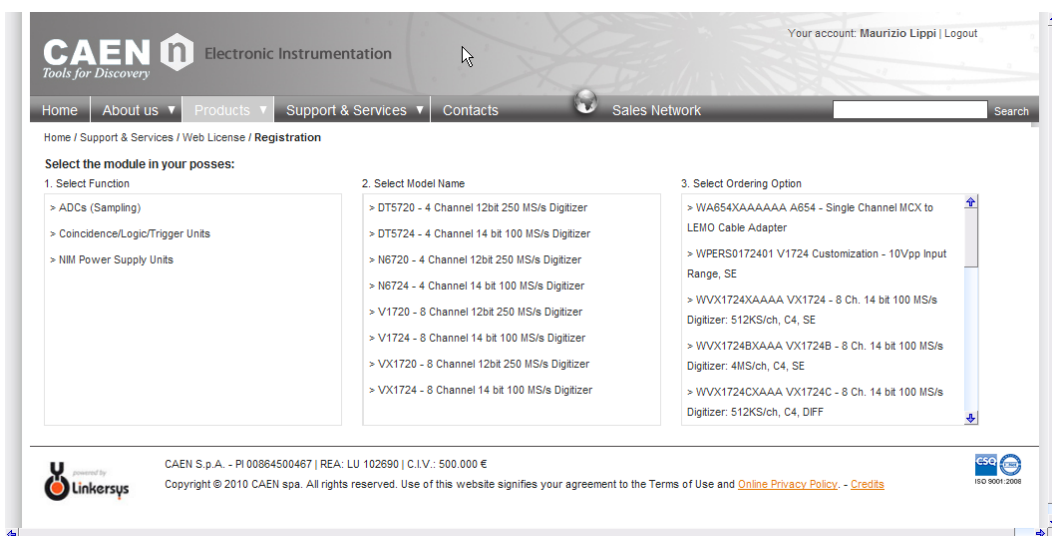 Your account: Maurizio Lippi | Logout
CAEN n Electronic Instrumentation
Tools for Discovery
Home About us ▼ Products ▼ Support & Services ▼ Contacts Sales Network Search
Home / Support & Services / Web License / Registration
Select the module in your posses:
1. Select Function
> ADCs (Sampling)
> Coincidence/Logic/Trigger Units
> NIM Power Supply Units
2. Select Model Name
> DT5720 - 4 Channel 12bit 250 MS/s Digitizer
> DT5724 - 4 Channel 14 bit 100 MS/s Digitizer
> N6720 - 4 Channel 12bit 250 MS/s Digitizer
> N6724 - 4 Channel 14 bit 100 MS/s Digitizer
> V1720 - 8 Channel 12bit 250 MS/s Digitizer
> V1724 - 8 Channel 14 bit 100 MS/s Digitizer
> VX1720 - 8 Channel 12bit 250 MS/s Digitizer
> VX1724 - 8 Channel 14 bit 100 MS/s Digitizer
3. Select Ordering Option
> WA654XAAAAAA A654 - Single Channel MCX to
LEMO Cable Adapter
> WPERS0172401 V1724 Customization - 10Vpp Input
Range, SE
> WVX1724XAAAA VX1724 - 8 Ch. 14 bit 100 MS/s
Digitizer: 512KS/ch, C4, SE
> WVX1724BXAAA VX1724B - 8 Ch. 14 bit 100 MS/s
Digitizer: 4MS/ch, C4, SE
> WVX1724CXAAA VX1724C - 8 Ch. 14 bit 100 MS/s
Digitizer: 512KS/ch, C4, DIFF
powered by
Linkersys
CAEN S.p.A. - PI 00864500467 | REA: LU 102690 | C.I.V.: 500.000 €
Copyright © 2010 CAEN spa. All rights reserved. Use of this website signifies your agreement to the Terms of Use and Online Privacy Policy. - Credits
CSQ
ISO 9001:2008